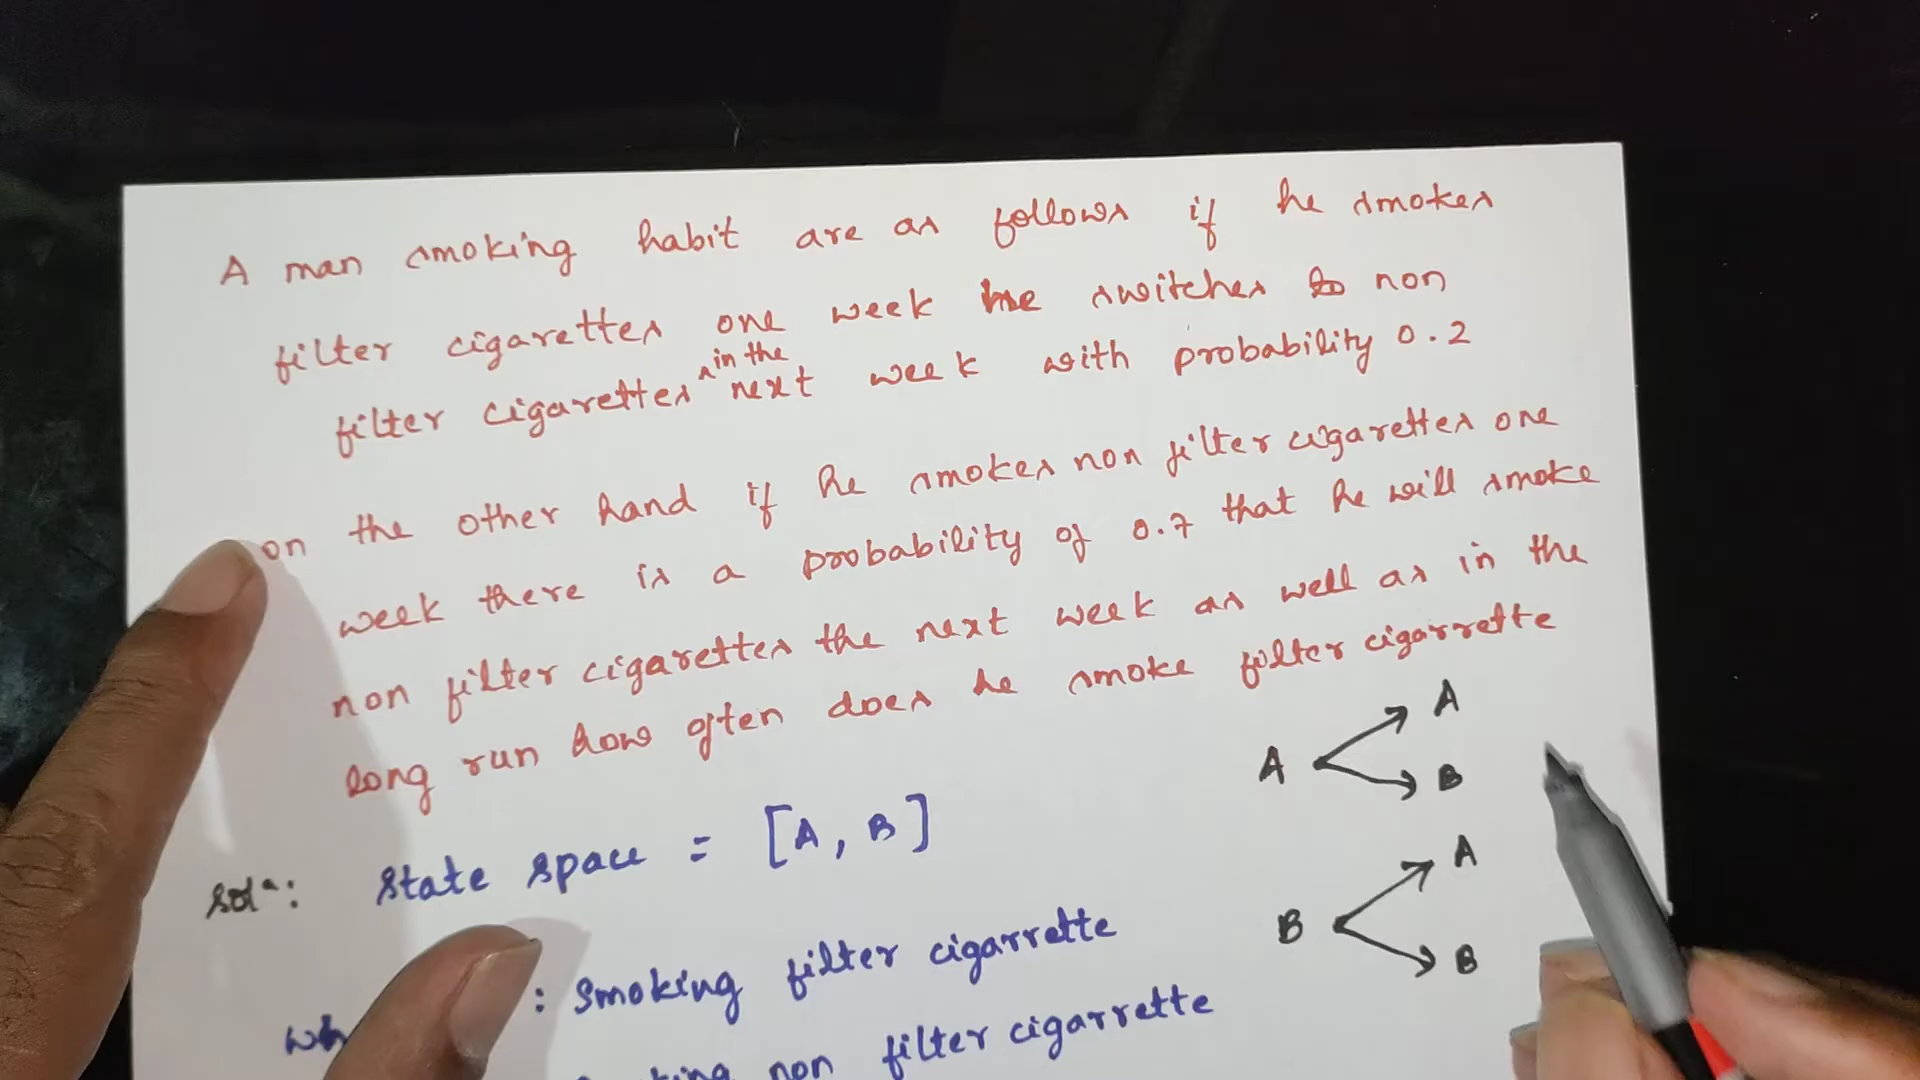 A man smoking habit are as follows if he smokes
filter cigarettes one week he switches to non
filter cigarettes in the next week with probability 0.2
on the other hand if he smokes non filter cigarettes one
week there is a probability of 0.7 that he will smoke
non filter cigarettes the next week as well as in the
long run how often does he smoke filter cigarrette
A
A
B
Soln: State space = [A, B]
A
B
B
: Smoking filter cigarrette
non filter cigarrette